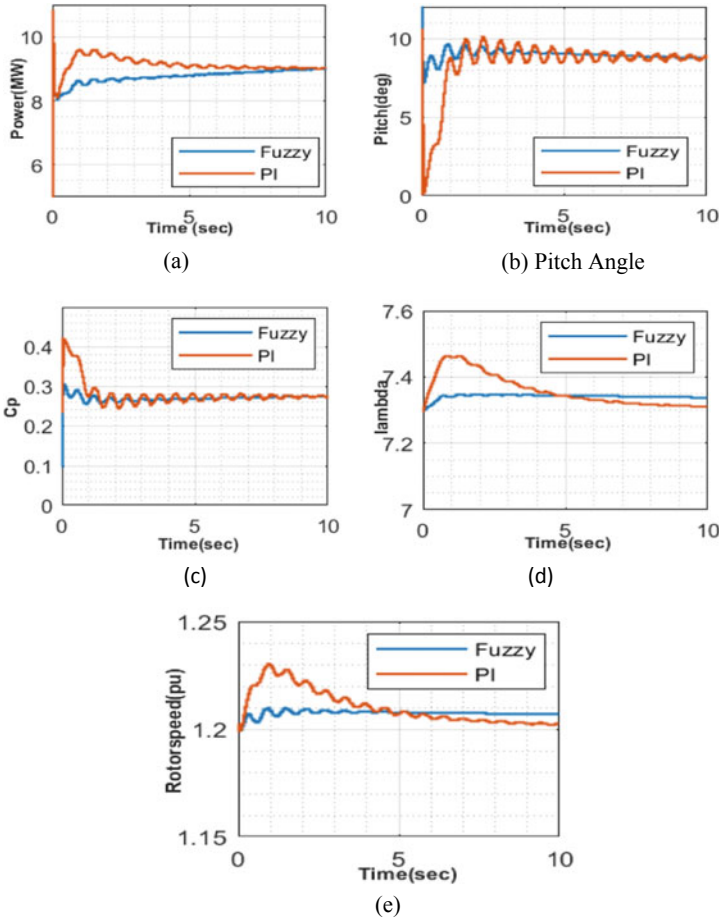 Power(MW)
10
8
6
Fuzzy
PI
0
5
10
Time (sec)
(a)
Pitch(deg)
10
5
0
Fuzzy
PI
0
5
10
Time(sec)
(b) Pitch Angle
Cp
0.4
0.3
0.2
0.1
0
Fuzzy
PI
0
5
10
Time(sec)
(c)
lambda
7.6
7.4
7.2
7
Fuzzy
PI
0
5
10
Time(sec)
(d)
Rotorspeed(pu)
1.25
1.2
1.15
Fuzzy
PI
0
5
10
Time(sec)
(e)